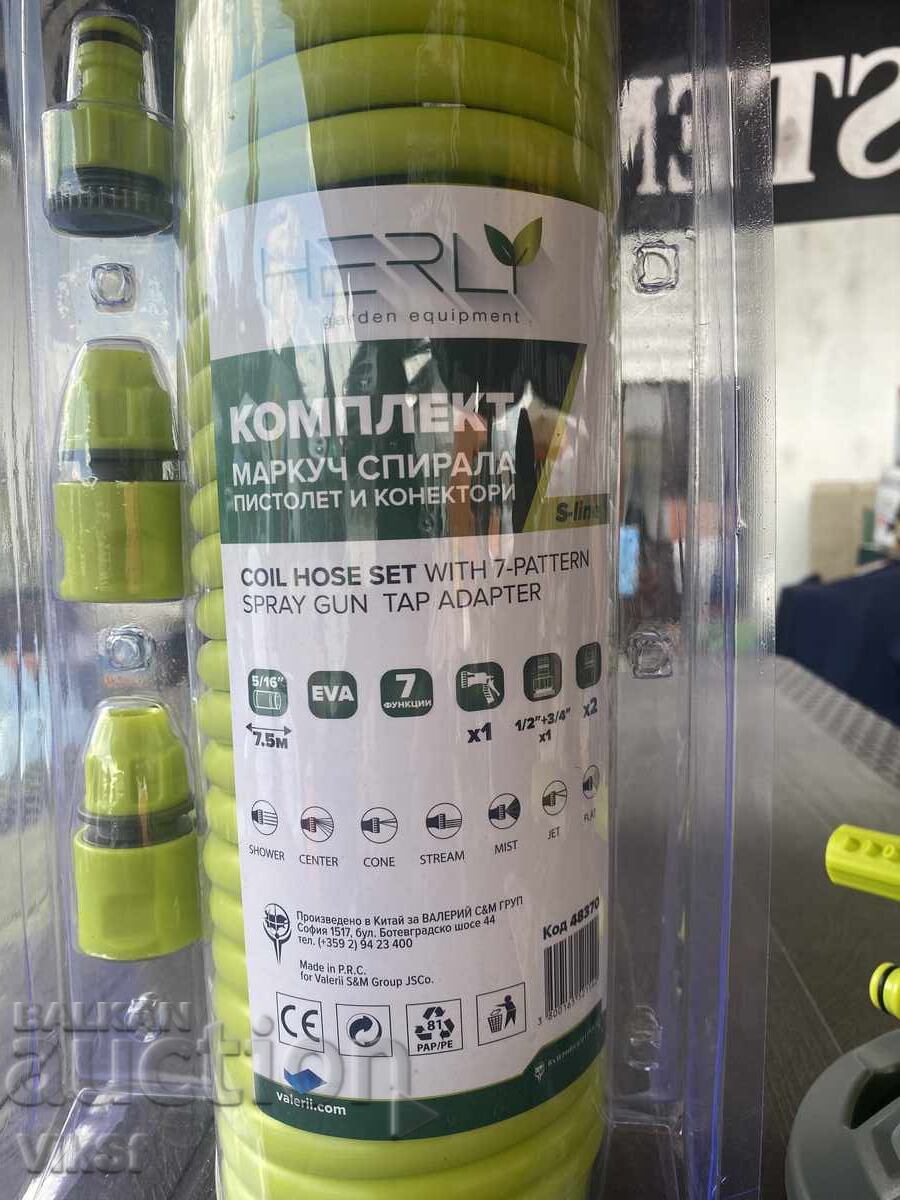 HERLY
garden equipment
КОМПЛЕКТ
МАРКУЧ СПИРАЛА
ПИСТОЛЕТ И КОНЕКТОРИ
S-line
COIL HOSE SET WITH 7-PATTERN
SPRAY GUN TAP ADAPTER
5/16”
7.5м
EVA
7
ФУНКЦИИ
x1
1/2”+3/4”
x1
x2
SHOWER CENTER CONE STREAM MIST JET FLAT
Произведено в Китай за ВАЛЕРИЙ С&М ГРУП
София 1517, бул. Ботевградско шосе 44
тел. (+359 2) 94 23 400
Made in P.R.C.
for Valerii S&M Group JSCo.
Код 48370
CE
81
PAP/PE
valerii.com
BALKAN
auction
VIKSI